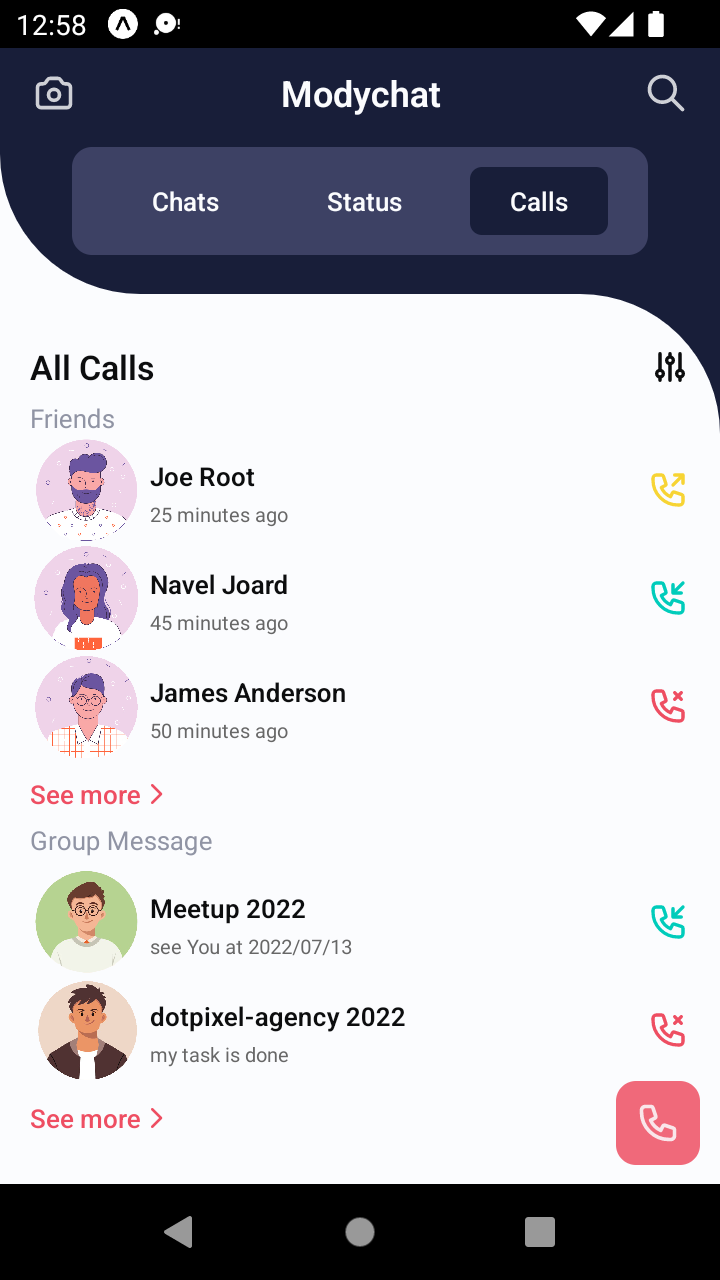 12:58
Modychat
Chats Status Calls
All Calls
Friends
Joe Root
25 minutes ago
Navel Joard
45 minutes ago
James Anderson
50 minutes ago
See more
Group Message
Meetup 2022
see You at 2022/07/13
dotpixel-agency 2022
my task is done
See more